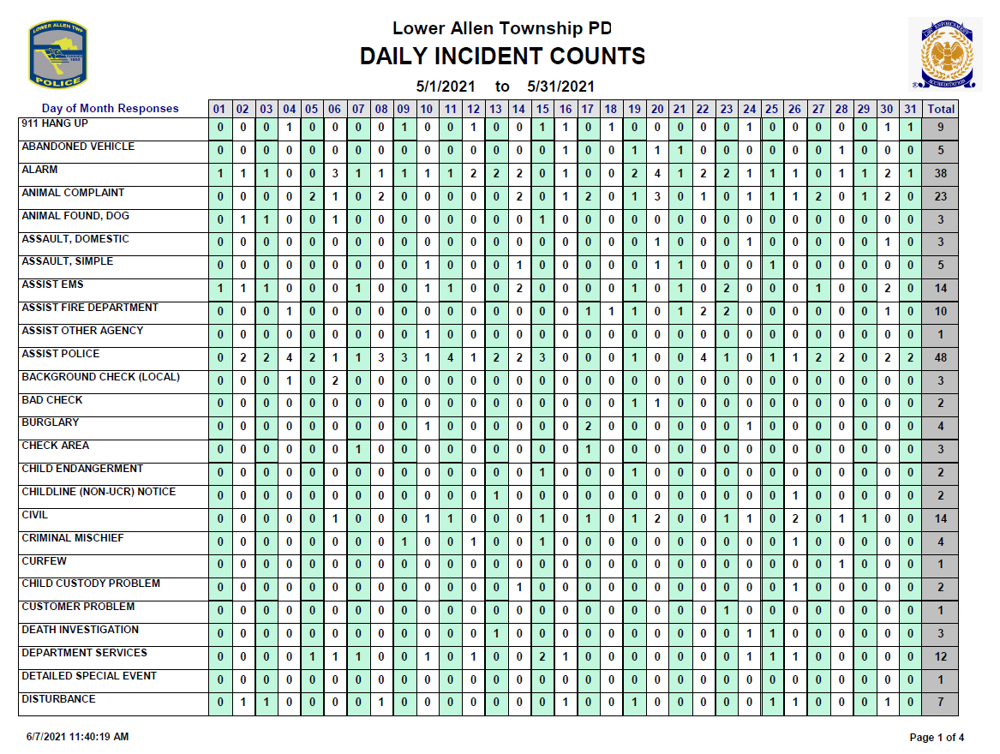 LOWER ALLEN TWP
FOUNDED
1850
POLICE
Lower Allen Township PD
DAILY INCIDENT COUNTS
5/1/2021 to 5/31/2021
LAW ENFORCEMENT
ACCREDITATION
®
Day of Month Responses 01 02 03 04 05 06 07 08 09 10 11 12 13 14 15 16 17 18 19 20 21 22 23 24 25 26 27 28 29 30 31 Total
911 HANG UP 0 0 0 1 0 0 0 0 1 0 0 1 0 0 1 1 0 1 0 0 0 0 0 1 0 0 0 0 0 1 1 9
ABANDONED VEHICLE 0 0 0 0 0 0 0 0 0 0 0 0 0 0 0 1 0 0 1 1 1 0 0 0 0 0 0 1 0 0 0 5
ALARM 1 1 1 0 0 3 1 1 1 1 1 2 2 2 0 1 0 0 2 4 1 2 2 1 1 1 0 1 1 2 1 38
ANIMAL COMPLAINT 0 0 0 0 2 1 0 2 0 0 0 0 0 2 0 1 2 0 1 3 0 1 0 1 1 1 2 0 1 2 0 23
ANIMAL FOUND, DOG 0 1 1 0 0 1 0 0 0 0 0 0 0 0 1 0 0 0 0 0 0 0 0 0 0 0 0 0 0 0 0 3
ASSAULT, DOMESTIC 0 0 0 0 0 0 0 0 0 0 0 0 0 0 0 0 0 0 0 1 0 0 0 1 0 0 0 0 0 1 0 3
ASSAULT, SIMPLE 0 0 0 0 0 0 0 0 0 1 0 0 0 1 0 0 0 0 0 1 1 0 0 0 1 0 0 0 0 0 0 5
ASSIST EMS 1 1 1 0 0 0 1 0 0 1 1 0 0 2 0 0 0 0 1 0 1 0 2 0 0 0 1 0 0 2 0 14
ASSIST FIRE DEPARTMENT 0 0 0 1 0 0 0 0 0 0 0 0 0 0 0 0 1 1 1 0 1 2 2 0 0 0 0 0 0 1 0 10
ASSIST OTHER AGENCY 0 0 0 0 0 0 0 0 0 1 0 0 0 0 0 0 0 0 0 0 0 0 0 0 0 0 0 0 0 0 0 1
ASSIST POLICE 0 2 2 4 2 1 1 3 3 1 4 1 2 2 3 0 0 0 1 0 0 4 1 0 1 1 2 2 0 2 2 48
BACKGROUND CHECK (LOCAL) 0 0 0 1 0 2 0 0 0 0 0 0 0 0 0 0 0 0 0 0 0 0 0 0 0 0 0 0 0 0 0 3
BAD CHECK 0 0 0 0 0 0 0 0 0 0 0 0 0 0 0 0 0 0 1 1 0 0 0 0 0 0 0 0 0 0 0 2
BURGLARY 0 0 0 0 0 0 0 0 0 1 0 0 0 0 0 0 2 0 0 0 0 0 0 1 0 0 0 0 0 0 0 4
CHECK AREA 0 0 0 0 0 0 1 0 0 0 0 0 0 0 0 0 1 0 0 0 0 0 0 0 0 0 0 0 0 0 0 3
CHILD ENDANGERMENT 0 0 0 0 0 0 0 0 0 0 0 0 0 0 1 0 0 0 1 0 0 0 0 0 0 0 0 0 0 0 0 2
CHILDLINE (NON-UCR) NOTICE 0 0 0 0 0 0 0 0 0 0 0 0 1 0 0 0 0 0 0 0 0 0 0 0 0 1 0 0 0 0 0 2
CIVIL 0 0 0 0 0 1 0 0 0 1 1 0 0 0 1 0 1 0 1 2 0 0 1 1 0 2 0 1 1 0 0 14
CRIMINAL MISCHIEF 0 0 0 0 0 0 0 0 1 0 0 1 0 0 1 0 0 0 0 0 0 0 0 0 0 1 0 0 0 0 0 4
CURFEW 0 0 0 0 0 0 0 0 0 0 0 0 0 0 0 0 0 0 0 0 0 0 0 0 0 0 0 1 0 0 0 1
CHILD CUSTODY PROBLEM 0 0 0 0 0 0 0 0 0 0 0 0 0 1 0 0 0 0 0 0 0 0 0 0 0 1 0 0 0 0 0 2
CUSTOMER PROBLEM 0 0 0 0 0 0 0 0 0 0 0 0 0 0 0 0 0 0 0 0 0 0 1 0 0 0 0 0 0 0 0 1
DEATH INVESTIGATION 0 0 0 0 0 0 0 0 0 0 0 0 1 0 0 0 0 0 0 0 0 0 0 1 1 0 0 0 0 0 0 3
DEPARTMENT SERVICES 0 0 0 0 1 1 1 0 0 1 0 1 0 0 2 1 0 0 0 0 0 0 0 1 1 1 0 0 0 0 0 12
DETAILED SPECIAL EVENT 0 0 0 0 0 0 0 0 0 0 0 0 0 0 0 0 0 0 0 0 0 0 0 0 0 0 0 0 0 0 0 1
DISTURBANCE 0 1 1 0 0 0 0 1 0 0 0 0 0 0 0 1 0 0 1 0 0 0 0 0 1 1 0 0 0 1 0 7
6/7/2021 11:40:19 AM Page 1 of 4